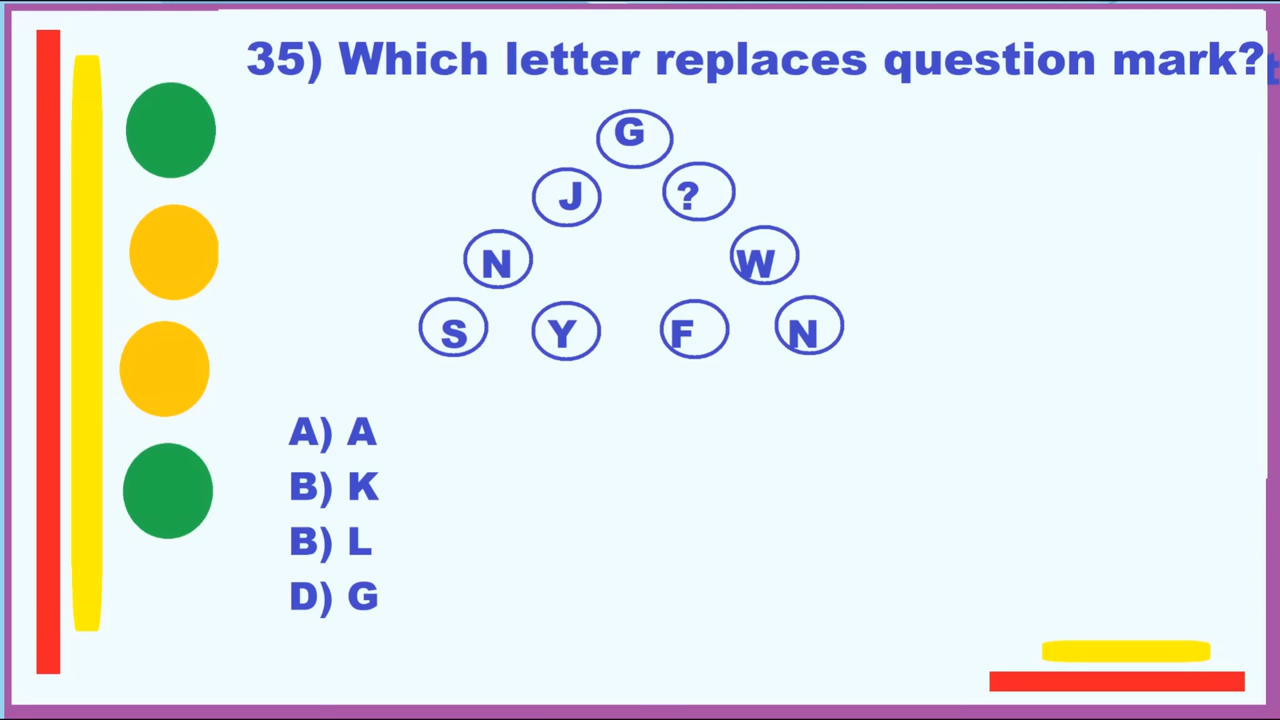 35) Which letter replaces question mark?
G
J ?
N W
S Y F N
A) A
B) K
B) L
D) G